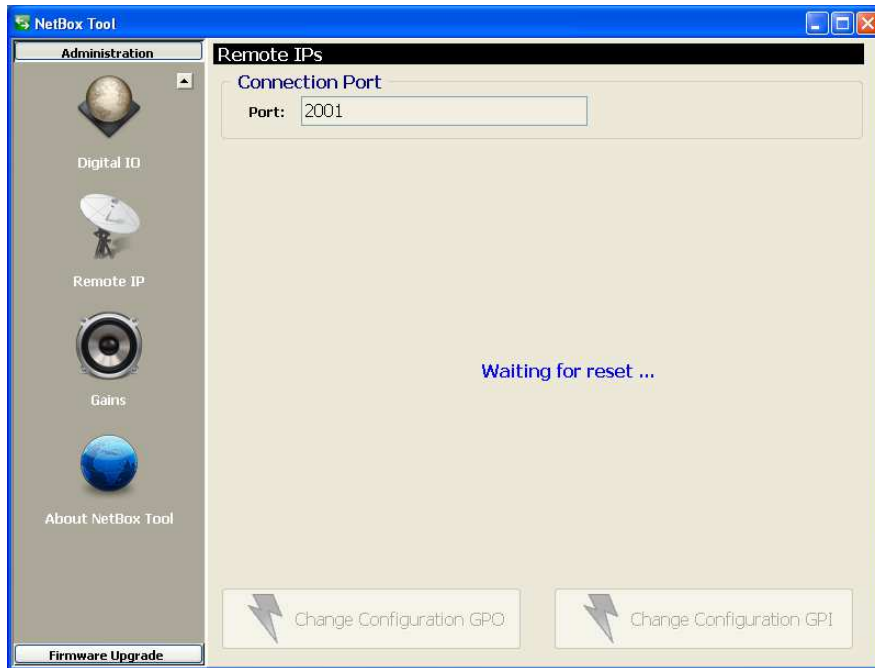 NetBox Tool
Administration
Digital IO
Remote IP
Gains
About NetBox Tool
Firmware Upgrade
Remote IPs
Connection Port
Port: 2001
Waiting for reset ...
Change Configuration GPO
Change Configuration GPI